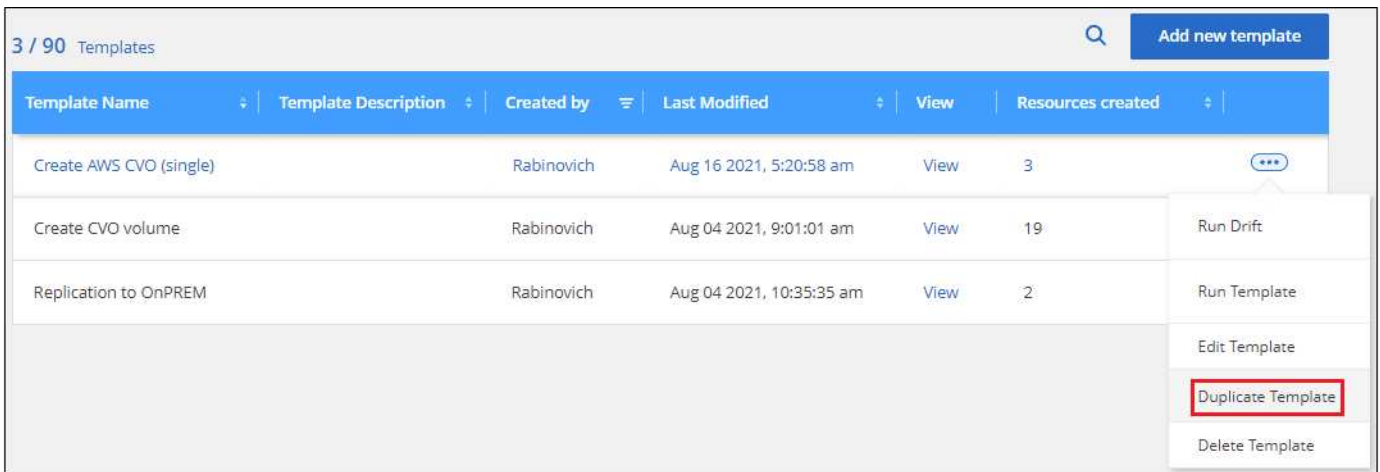 3 / 90 Templates
Add new template
Template Name Template Description Created by Last Modified View Resources created
Create AWS CVO (single) Rabinovich Aug 16 2021, 5:20:58 am View 3
Create CVO volume Rabinovich Aug 04 2021, 9:01:01 am View 19
Replication to OnPREM Rabinovich Aug 04 2021, 10:35:35 am View 2
Run Drift
Run Template
Edit Template
Duplicate Template
Delete Template